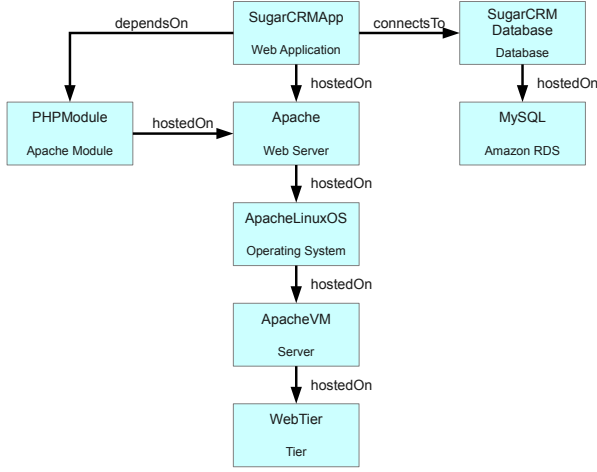 dependsOn
SugarCRMApp
Web Application
connectsTo
SugarCRM
Database
Database
hostedOn
hostedOn
PHPModule
Apache Module
hostedOn
Apache
Web Server
MySQL
Amazon RDS
hostedOn
ApacheLinuxOS
Operating System
hostedOn
ApacheVM
Server
hostedOn
WebTier
Tier